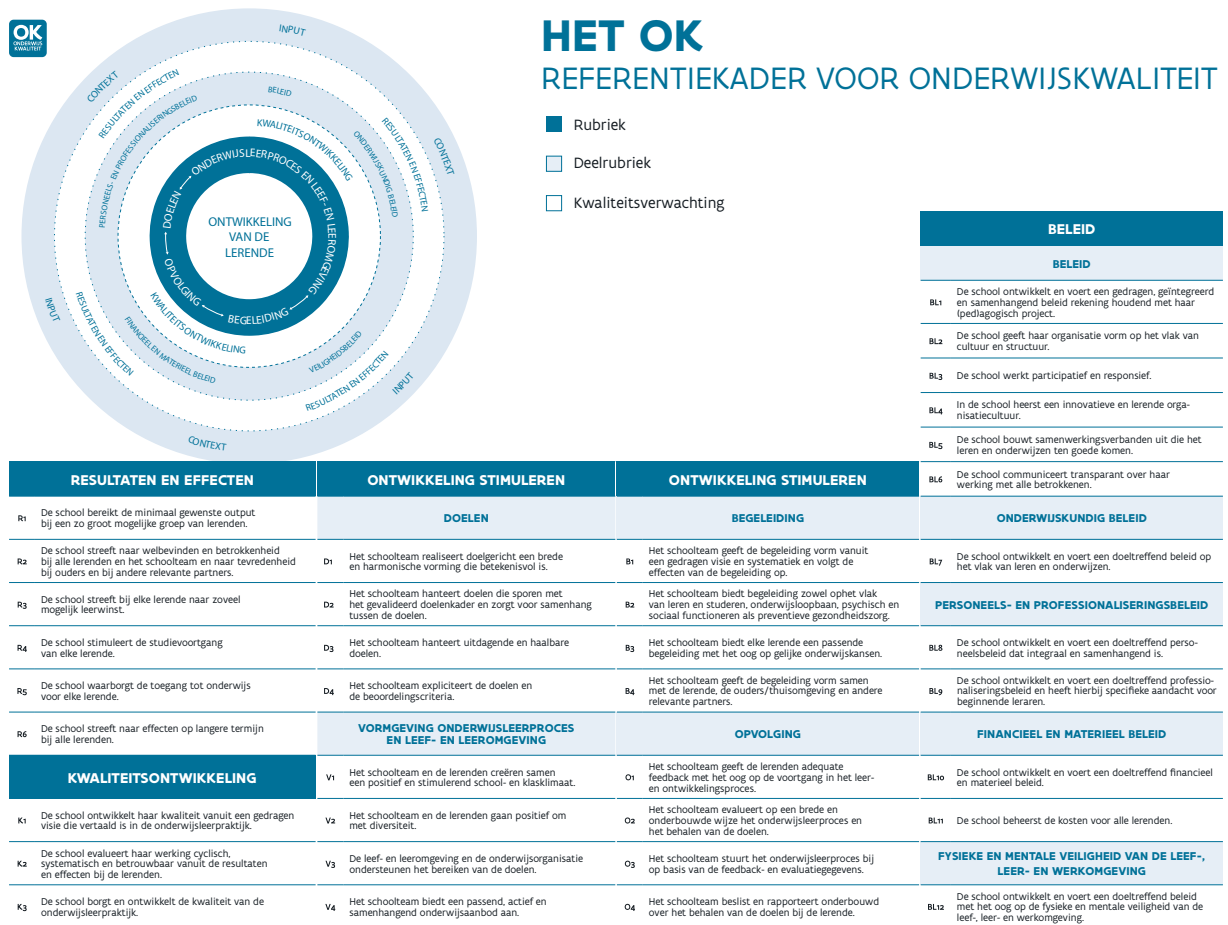 OK
ONDERWIJS
KWALITEIT
HET OK
REFERENTIEKADER VOOR ONDERWIJSKWALITEIT
Rubriek
Deelrubriek
Kwaliteitsverwachting
INPUT
CONTEXT
CONTEXT
INPUT
INPUT
CONTEXT
RESULTATEN EN EFFECTEN
RESULTATEN EN EFFECTEN
RESULTATEN EN EFFECTEN
RESULTATEN EN EFFECTEN
BELEID
PERSONEELS- EN PROFESSIONALISERINGSBELEID
ONDERWIJSKUNDIG BELEID
FINANCIEEL EN MATERIEEL BELEID
VEILIGHEIDSBELEID
KWALITEITSONTWIKKELING
KWALITEITSONTWIKKELING
DOELEN
ONDERWIJSLEERPROCES EN LEEF- EN LEEROMGEVING
BEGELEIDING
OPVOLGING
ONTWIKKELING
VAN DE
LERENDE
RESULTATEN EN EFFECTEN
R1
De school bereikt de minimaal gewenste output
bij een zo groot mogelijke groep van lerenden.
R2
De school streeft naar welbevinden en betrokkenheid
bij alle lerenden en het schoolteam en naar tevredenheid
bij ouders en bij andere relevante partners.
R3
De school streeft bij elke lerende naar zoveel
mogelijk leerwinst.
R4
De school stimuleert de studievoortgang
van elke lerende.
R5
De school waarborgt de toegang tot onderwijs
voor elke lerende.
R6
De school streeft naar effecten op langere termijn
bij alle lerenden.
KWALITEITSONTWIKKELING
K1
De school ontwikkelt haar kwaliteit vanuit een gedragen
visie die vertaald is in de onderwijsleerpraktijk.
K2
De school evalueert haar werking cyclisch,
systematisch en betrouwbaar vanuit de resultaten
en effecten bij de lerenden.
K3
De school borgt en ontwikkelt de kwaliteit van de
onderwijsleerpraktijk.
ONTWIKKELING STIMULEREN
DOELEN
D1
Het schoolteam realiseert doelgericht een brede
en harmonische vorming die betekenisvol is.
D2
Het schoolteam hanteert doelen die sporen met
het gevalideerd doelenkader en zorgt voor samenhang
tussen de doelen.
D3
Het schoolteam hanteert uitdagende en haalbare
doelen.
D4
Het schoolteam expliciteert de doelen en
de beoordelingscriteria.
VORMGEVING ONDERWIJSLEERPROCES
EN LEEF- EN LEEROMGEVING
V1
Het schoolteam en de lerenden creëren samen
een positief en stimulerend school- en klasklimaat.
V2
Het schoolteam en de lerenden gaan positief om
met diversiteit.
V3
De leef- en leeromgeving en de onderwijsorganisatie
ondersteunen het bereiken van de doelen.
V4
Het schoolteam biedt een passend, actief en
samenhangend onderwijsaanbod aan.
ONTWIKKELING STIMULEREN
BEGELEIDING
B1
Het schoolteam geeft de begeleiding vorm vanuit
een gedragen visie en systematiek en volgt de
effecten van de begeleiding op.
B2
Het schoolteam biedt begeleiding zowel ophet vlak
van leren en studeren, onderwijsloopbaan, psychisch en
sociaal functioneren als preventieve gezondheidszorg.
B3
Het schoolteam biedt elke lerende een passende
begeleiding met het oog op gelijke onderwijskansen.
B4
Het schoolteam geeft de begeleiding vorm samen
met de lerende, de ouders/thuisomgeving en andere
relevante partners.
OPVOLGING
O1
Het schoolteam geeft de lerenden adequate
feedback met het oog op de voortgang in het leer-
en ontwikkelingsproces.
O2
Het schoolteam evalueert op een brede en
onderbouwde wijze het onderwijsleerproces en
het behalen van de doelen.
O3
Het schoolteam stuurt het onderwijsleerproces bij
op basis van de feedback- en evaluatiegegevens.
O4
Het schoolteam beslist en rapporteert onderbouwd
over het behalen van de doelen bij de lerende.
BELEID
BELEID
BL1
De school ontwikkelt en voert een gedragen, geïntegreerd
en samenhangend beleid rekening houdend met haar
(ped)agogisch project.
BL2
De school geeft haar organisatie vorm op het vlak van
cultuur en structuur.
BL3
De school werkt participatief en responsief.
BL4
In de school heerst een innovatieve en lerende orga-
nisatiecultuur.
BL5
De school bouwt samenwerkingsverbanden uit die het
leren en onderwijzen ten goede komen.
BL6
De school communiceert transparant over haar
werking met alle betrokkenen.
ONDERWIJSKUNDIG BELEID
BL7
De school ontwikkelt en voert een doeltreffend beleid op
het vlak van leren en onderwijzen.
PERSONEELS- EN PROFESSIONALISERINGSBELEID
BL8
De school ontwikkelt en voert een doeltreffend perso-
neelsbeleid dat integraal en samenhangend is.
BL9
De school ontwikkelt en voert een doeltreffend professio-
naliseringsbeleid en heeft hierbij specifieke aandacht voor
beginnende leraren.
FINANCIEEL EN MATERIEEL BELEID
BL10
De school ontwikkelt en voert een doeltreffend financieel
en materieel beleid.
BL11
De school beheerst de kosten voor alle lerenden.
FYSIEKE EN MENTALE VEILIGHEID VAN DE LEEF-,
LEER- EN WERKOMGEVING
BL12
De school ontwikkelt en voert een doeltreffend beleid
met het oog op de fysieke en mentale veiligheid van de
leef-, leer- en werkomgeving.